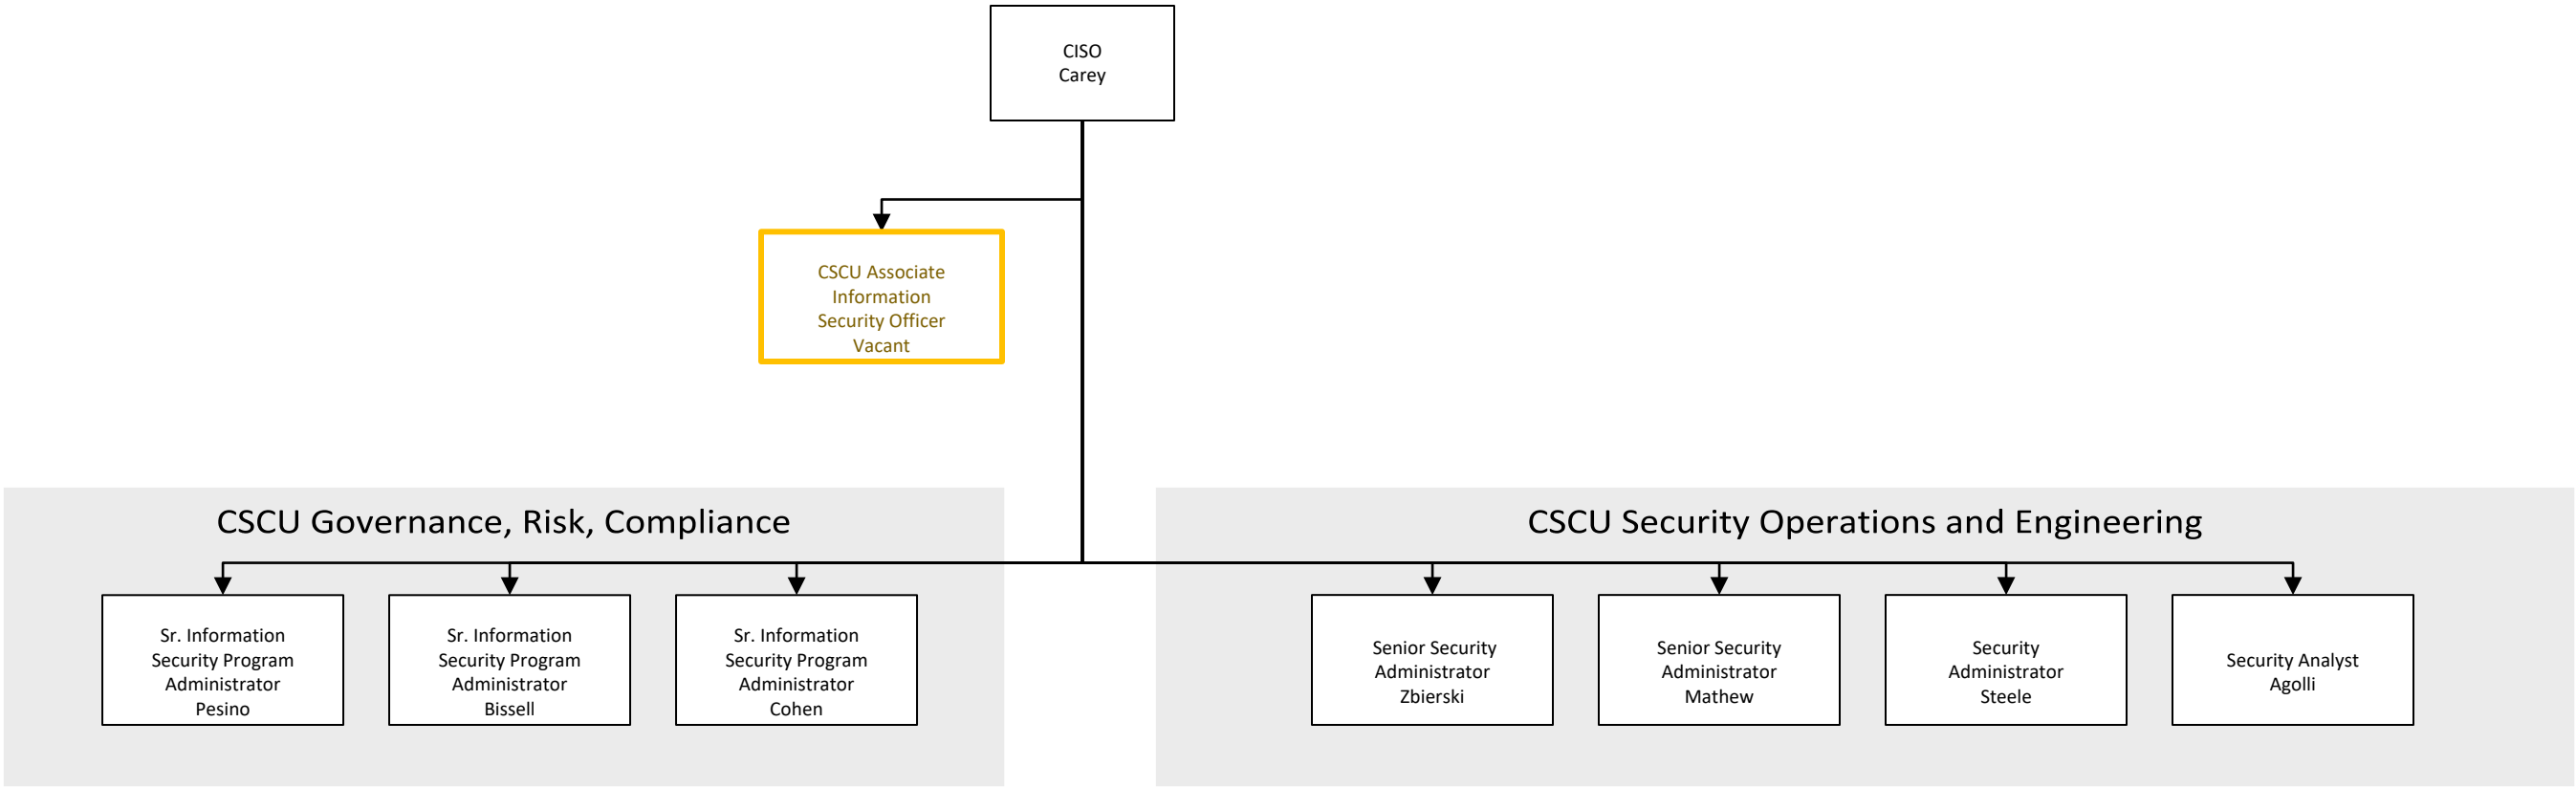 CISO
Carey
CSCU Associate
Information
Security Officer
Vacant
CSCU Governance, Risk, Compliance
Sr. Information
Security Program
Administrator
Pesino
Sr. Information
Security Program
Administrator
Bissell
Sr. Information
Security Program
Administrator
Cohen
CSCU Security Operations and Engineering
Senior Security
Administrator
Zbierski
Senior Security
Administrator
Mathew
Security
Administrator
Steele
Security Analyst
Agolli